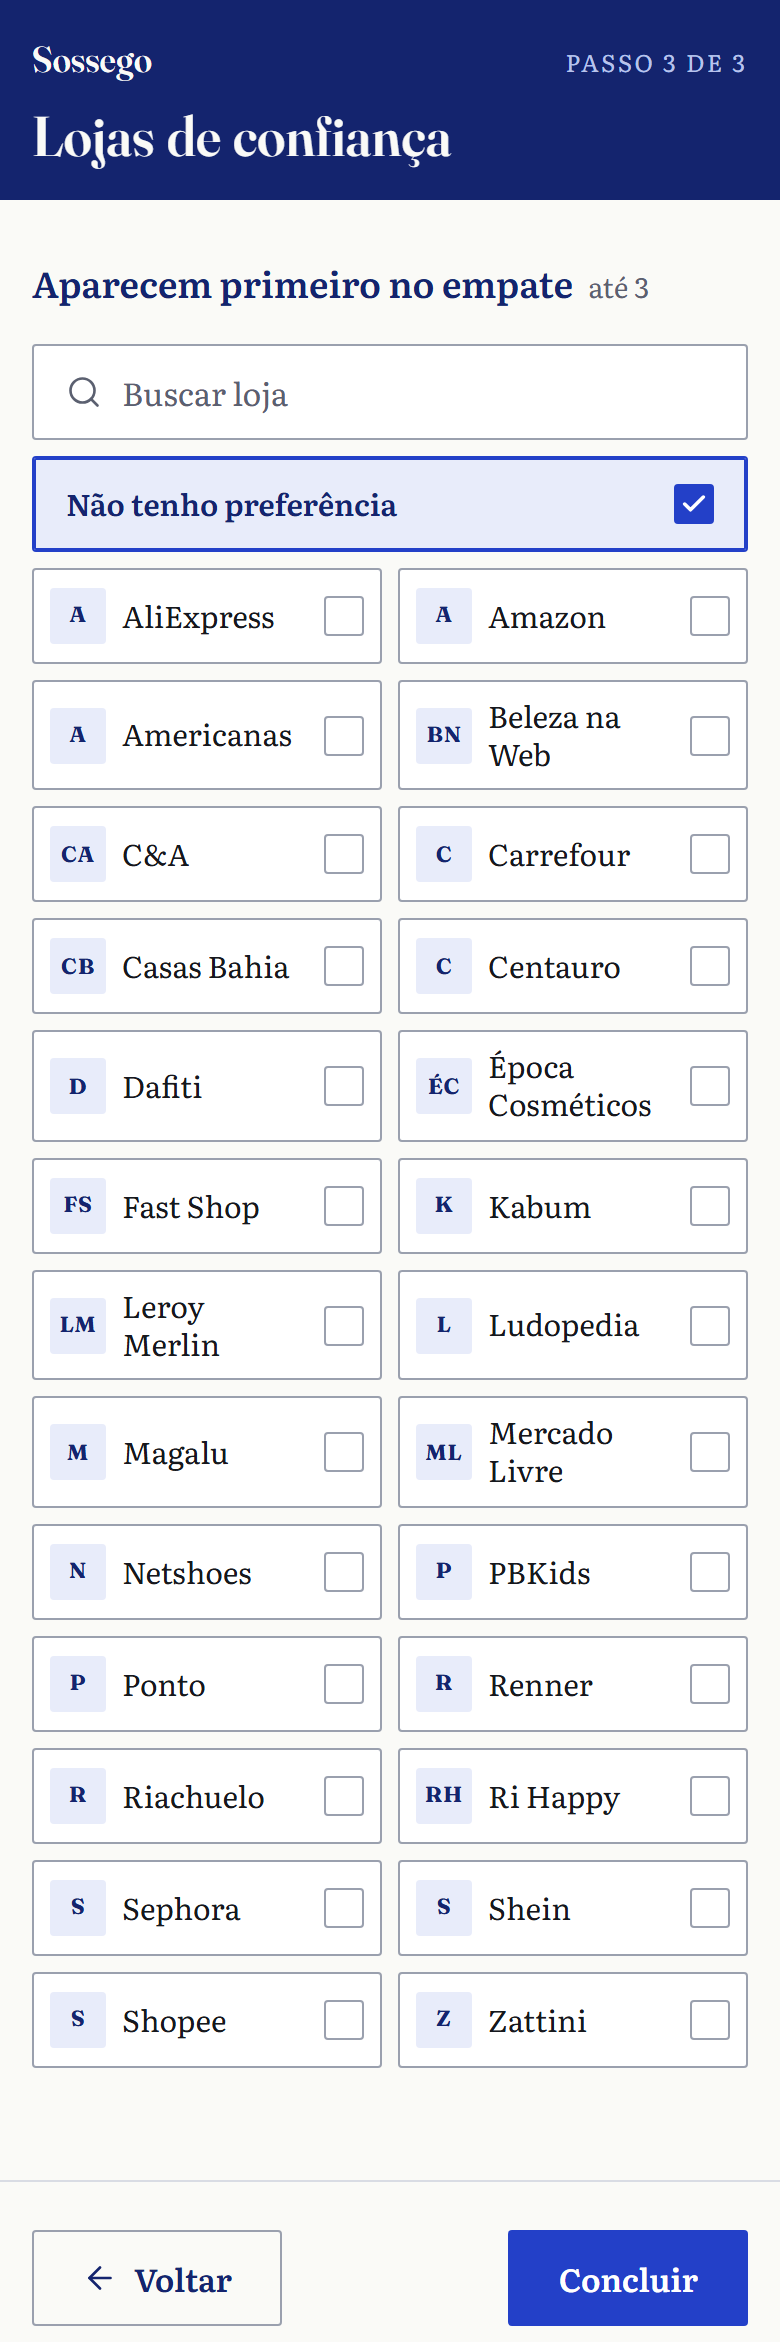 Sossego
PASSO 3 DE 3
Lojas de confiança
Aparecem primeiro no empate até 3
Buscar loja
Não tenho preferência
A AliExpress
A Amazon
A Americanas
BN Beleza na
Web
CA C&A
C Carrefour
CB Casas Bahia
C Centauro
D Dafiti
ÉC Época
Cosméticos
FS Fast Shop
K Kabum
LM Leroy
Merlin
L Ludopedia
M Magalu
ML Mercado
Livre
N Netshoes
P PBKids
P Ponto
R Renner
R Riachuelo
RH Ri Happy
S Sephora
S Shein
S Shopee
Z Zattini
Voltar
Concluir